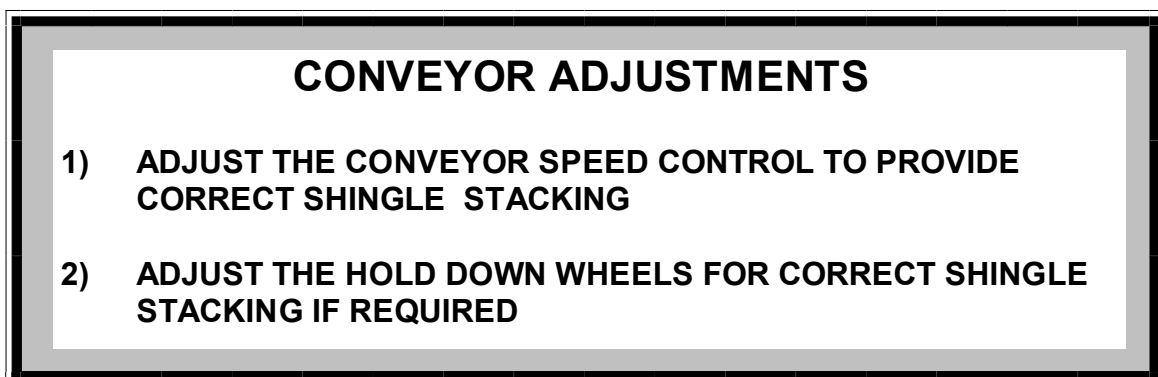 CONVEYOR ADJUSTMENTS
1) ADJUST THE CONVEYOR SPEED CONTROL TO PROVIDE
CORRECT SHINGLE STACKING
2) ADJUST THE HOLD DOWN WHEELS FOR CORRECT SHINGLE
STACKING IF REQUIRED